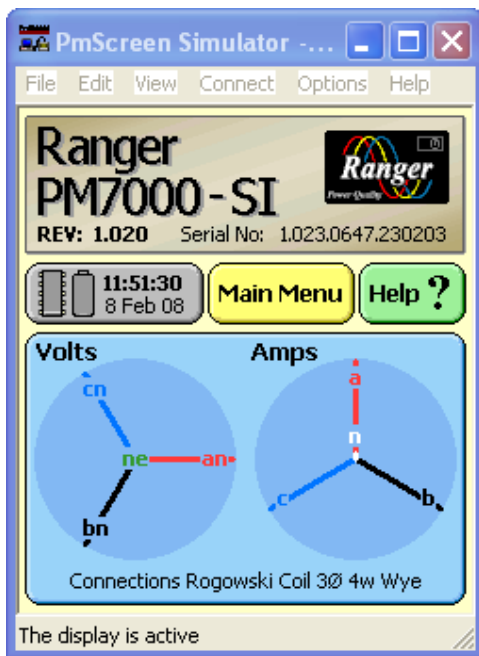 PmScreen Simulator -...
File Edit View Connect Options Help
Ranger
PM7000-SI
REV: 1.020 Serial No: 1.023.0647.230203
Ranger
Power Quality
11:51:30
8 Feb 08
Main Menu
Help ?
Volts
Amps
cn
ne
an
bn
a
n
c
b
Connections Rogowski Coil 3Ø 4w Wye
The display is active